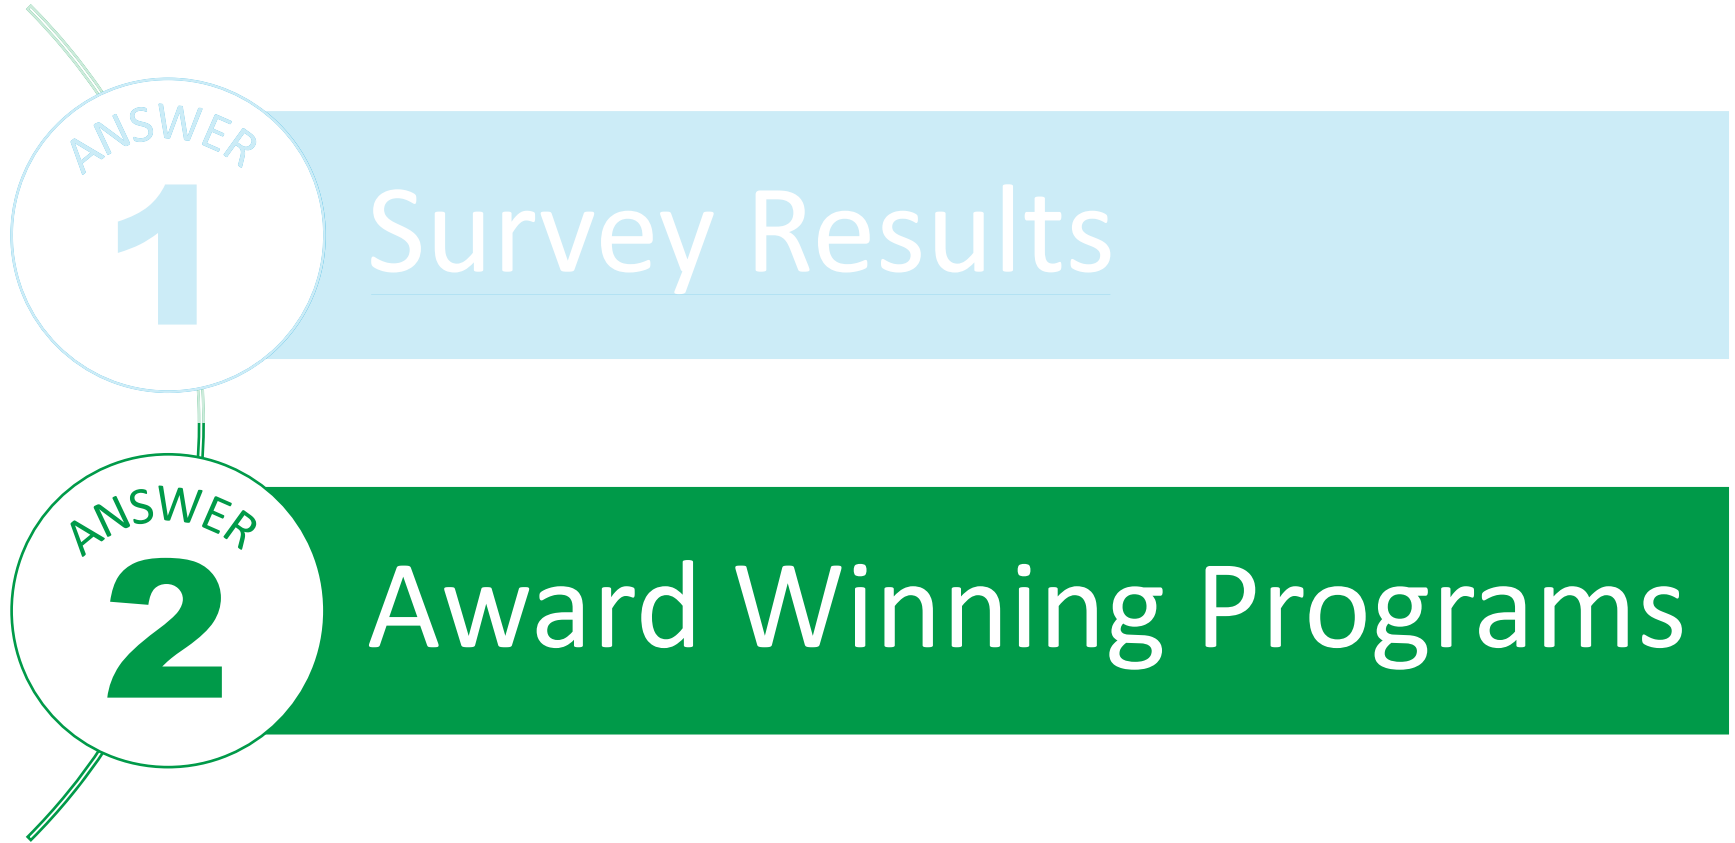 ANSWER
1
Survey Results
ANSWER
2
Award Winning Programs